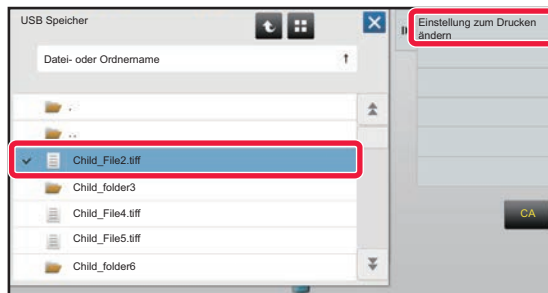 USB Speicher
Einstellung zum Drucken
ändern
Datei- oder Ordnername
.
..
Child_File2.tiff
Child_folder3
Child_File4.tiff
Child_File5.tiff
Child_folder6
CA